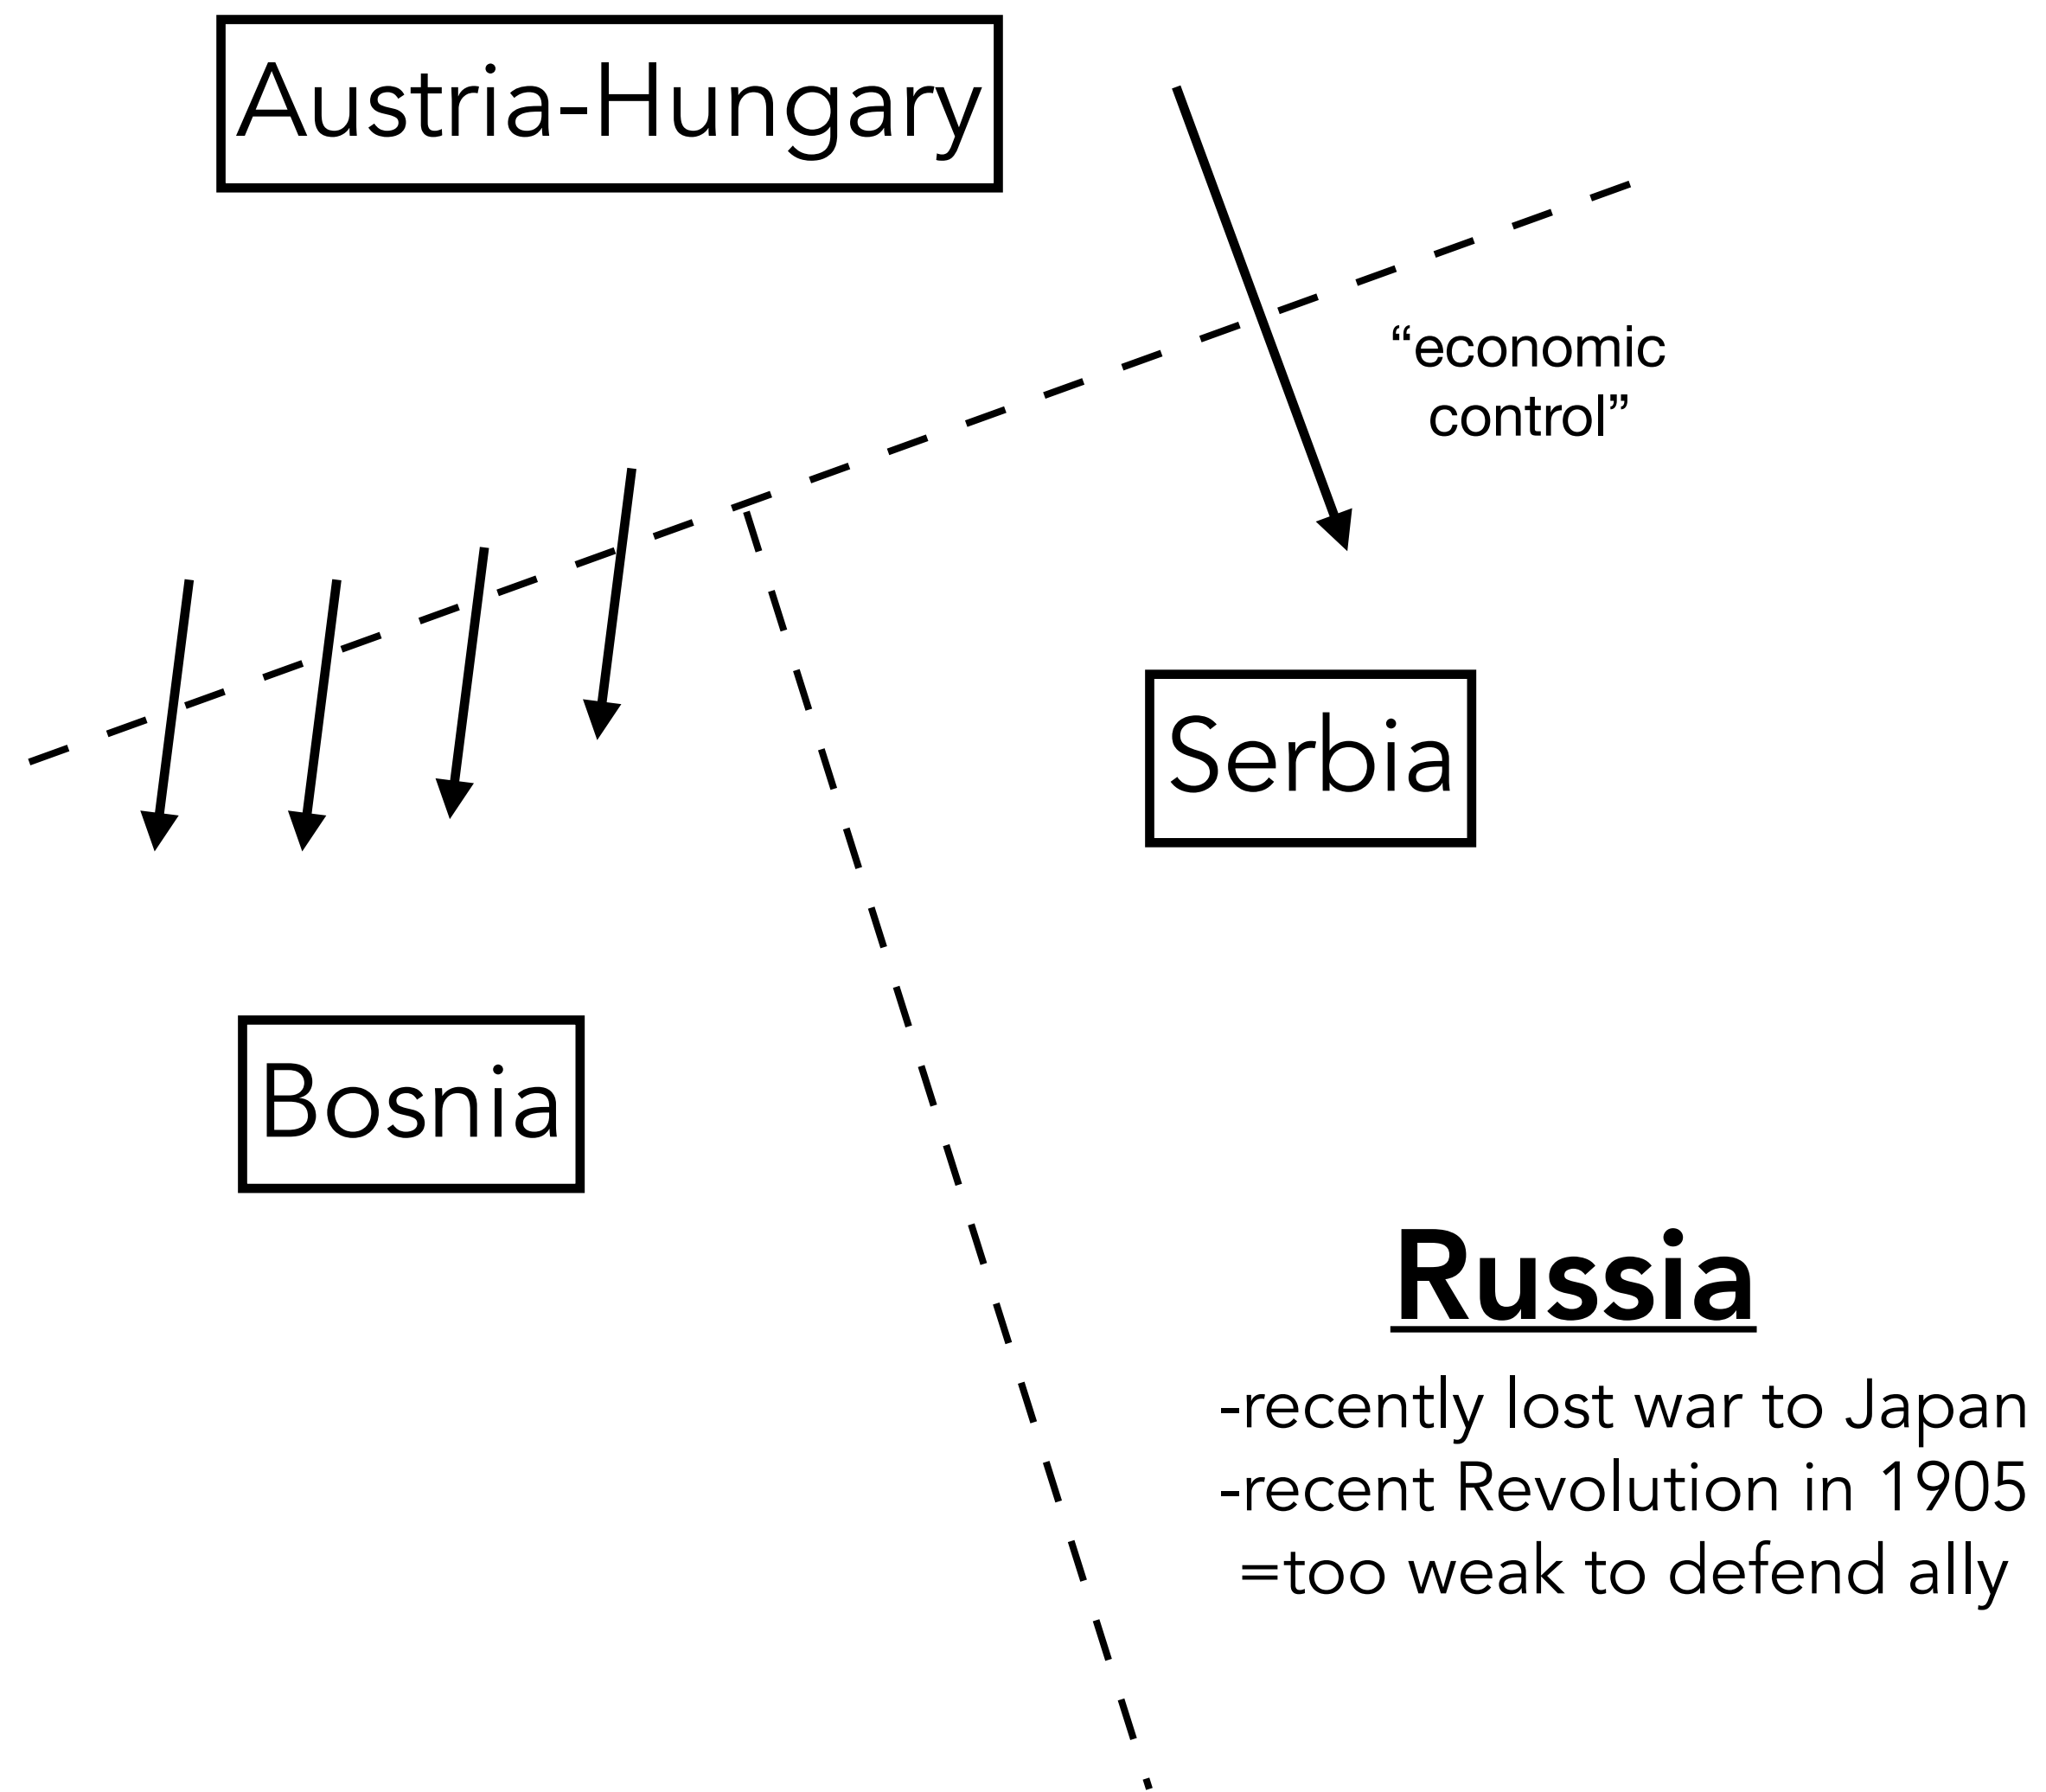 Austria-Hungary
“economic
control”
Serbia
Bosnia
Russia
-recently lost war to Japan
-recent Revolution in 1905
=too weak to defend ally